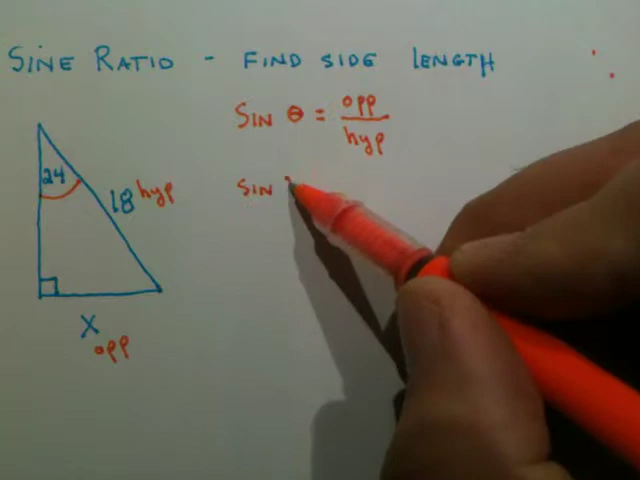 SINE RATIO - FIND SIDE LENGTH
Sin θ = opp
hyp
24
18 hyp
sin
x
opp